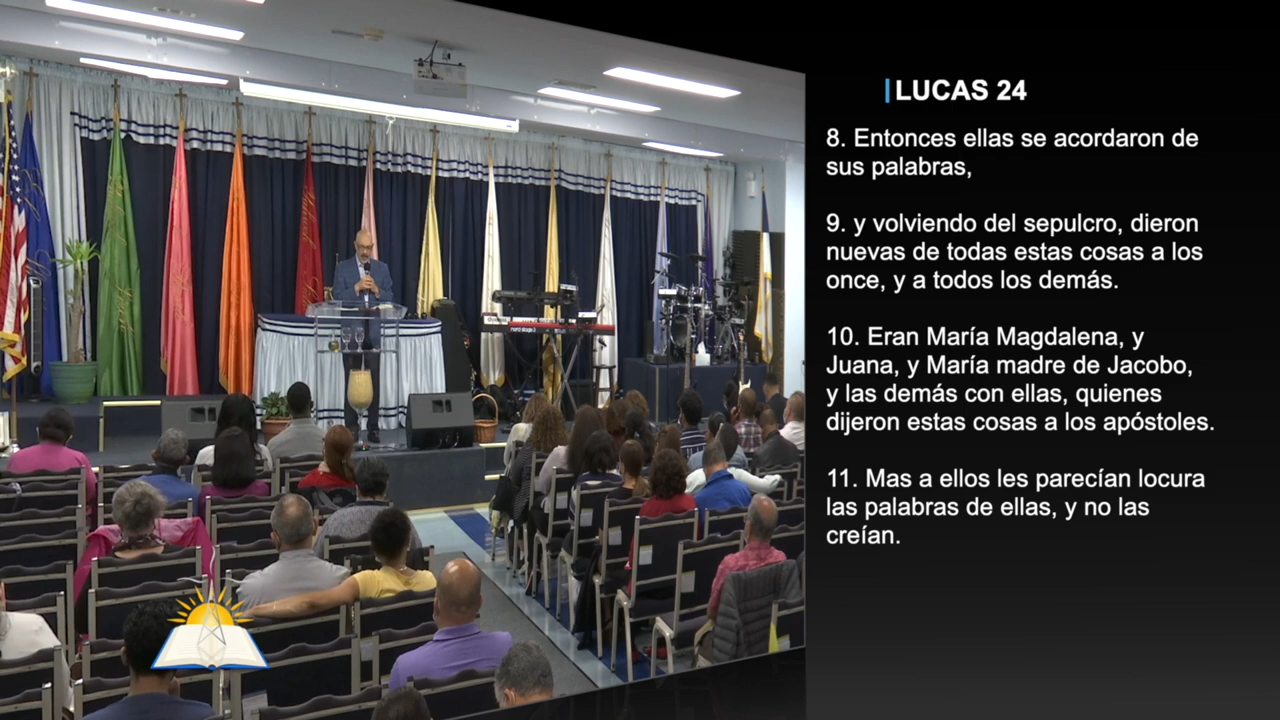 LUCAS 24
8. Entonces ellas se acordaron de
sus palabras,
9. y volviendo del sepulcro, dieron
nuevas de todas estas cosas a los
once, y a todos los demás.
10. Eran María Magdalena, y
Juana, y María madre de Jacobo,
y las demás con ellas, quienes
dijeron estas cosas a los apóstoles.
11. Mas a ellos les parecían locura
las palabras de ellas, y no las
creían.